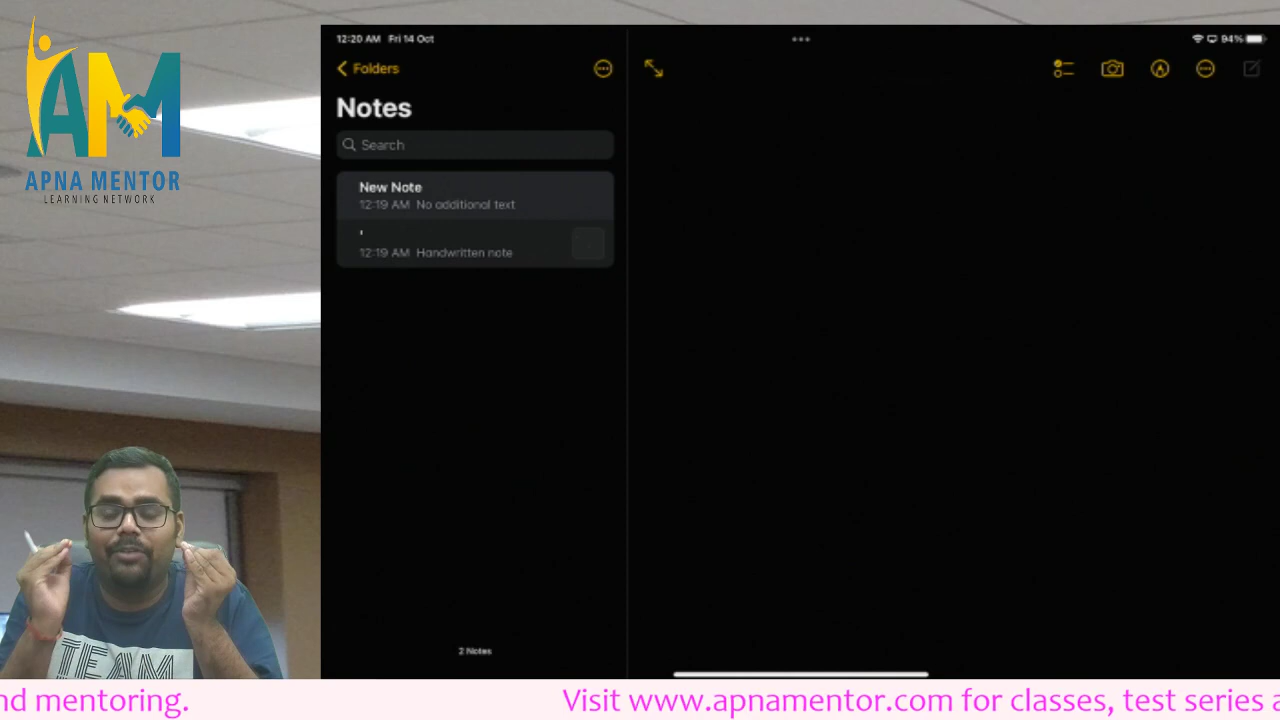 AM
APNA MENTOR
LEARNING NETWORK
12:20 AM Fri 14 Oct
94%
Folders
Notes
Search
New Note
12:19 AM No additional text
'
12:19 AM Handwritten note
2 Notes
TEAM
nd mentoring. Visit www.apnamentor.com for classes, test series a